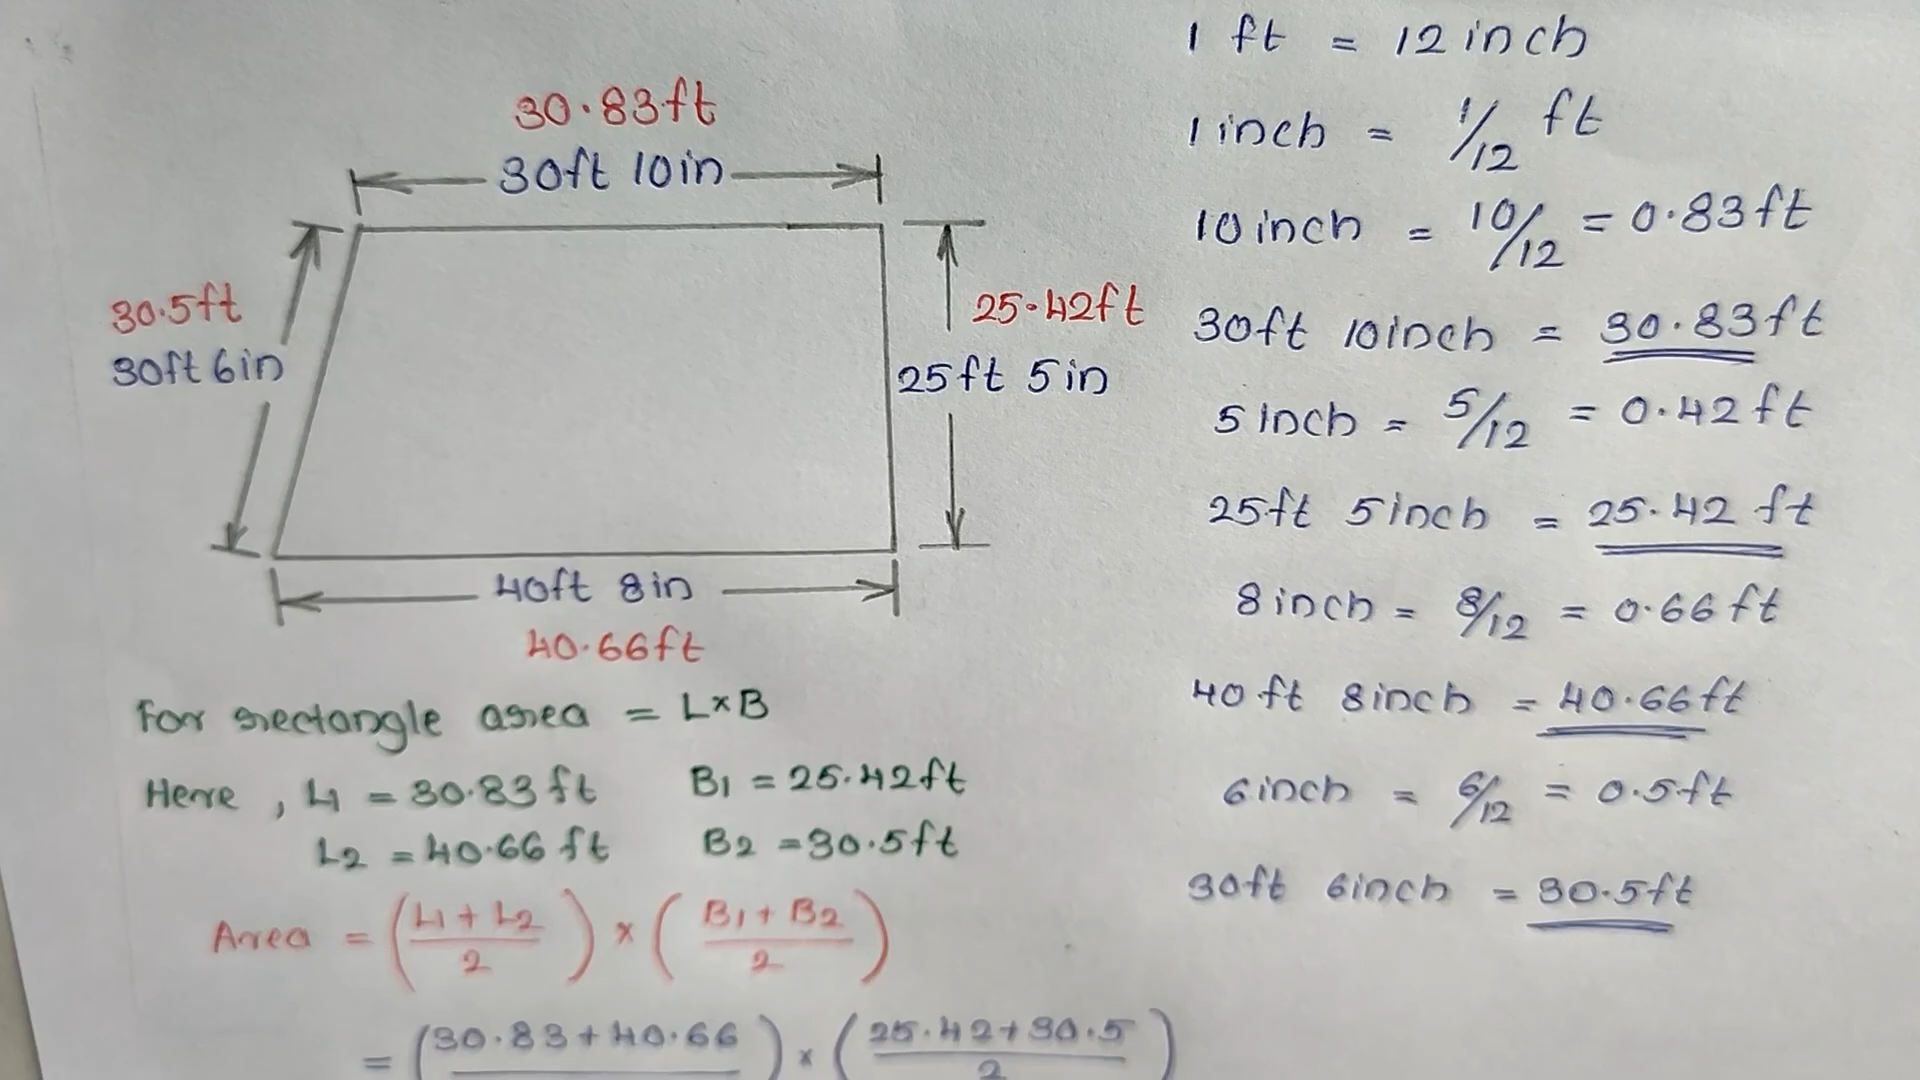 30.83ft
30ft 10in
30.5ft
30ft 6in
25.42ft
25ft 5in
40ft 8in
40.66ft
For rectangle area = L×B
Here, L1 = 30.83 ft B1 = 25.42ft
L2 = 40.66 ft B2 = 30.5ft
Area = (L1 + L2 / 2) × (B1 + B2 / 2)
= (30.83 + 40.66) × (25.42 + 30.5 / 2)
1 ft = 12 inch
1 inch = 1/12 ft
10 inch = 10/12 = 0.83ft
30ft 10inch = 30.83ft
5 inch = 5/12 = 0.42ft
25ft 5inch = 25.42 ft
8 inch = 8/12 = 0.66ft
40 ft 8inch = 40.66ft
6inch = 6/12 = 0.5ft
30ft 6inch = 30.5ft